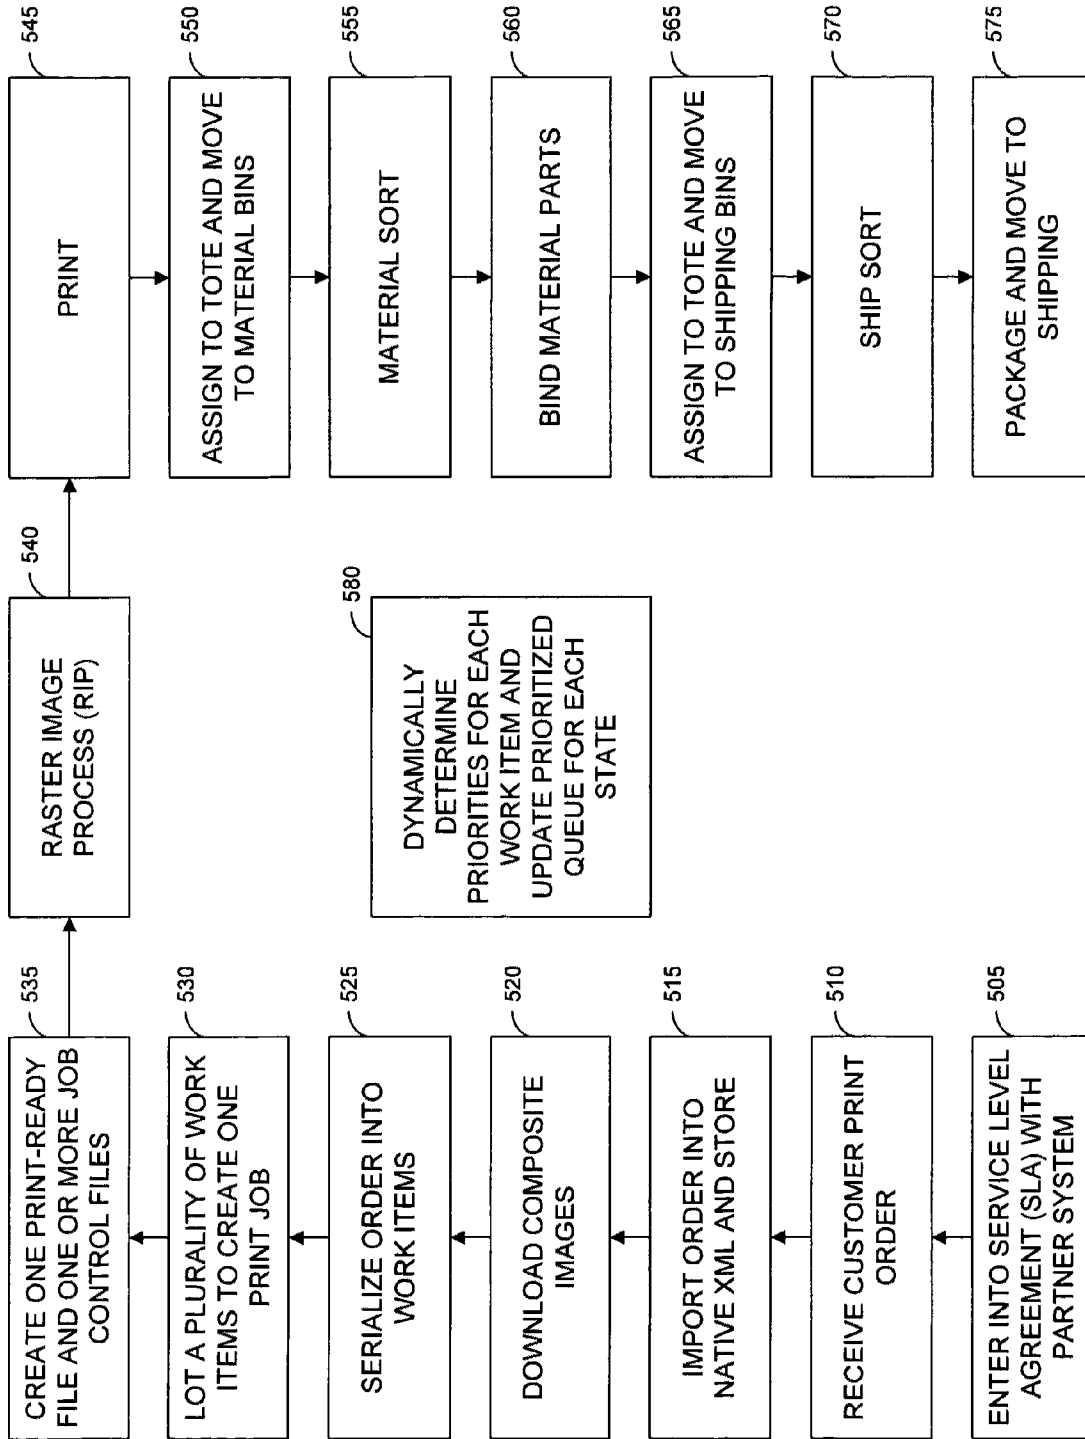 505
ENTER INTO SERVICE LEVEL
AGREEMENT (SLA) WITH
PARTNER SYSTEM
510
RECEIVE CUSTOMER PRINT
ORDER
515
IMPORT ORDER INTO
NATIVE XML AND STORE
520
DOWNLOAD COMPOSITE
IMAGES
525
SERIALIZE ORDER INTO
WORK ITEMS
530
LOT A PLURALITY OF WORK
ITEMS TO CREATE ONE
PRINT JOB
535
CREATE ONE PRINT-READY
FILE AND ONE OR MORE JOB
CONTROL FILES
540
RASTER IMAGE
PROCESS (RIP)
545
PRINT
550
ASSIGN TO TOTE AND MOVE
TO MATERIAL BINS
555
MATERIAL SORT
560
BIND MATERIAL PARTS
565
ASSIGN TO TOTE AND MOVE
TO SHIPPING BINS
570
SHIP SORT
575
PACKAGE AND MOVE TO
SHIPPING
580
DYNAMICALLY
DETERMINE
PRIORITIES FOR EACH
WORK ITEM AND
UPDATE PRIORITIZED
QUEUE FOR EACH
STATE